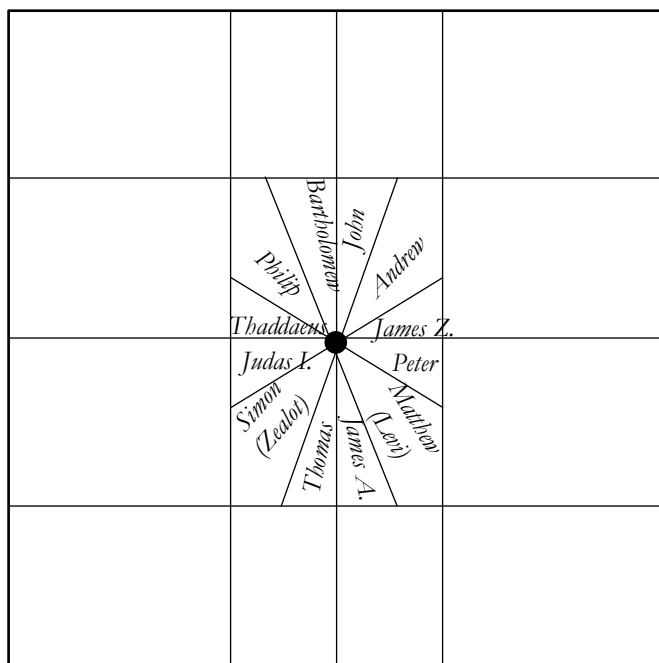 Bartholomew
John
Philip
Andrew
Thaddaeus
James Z.
Judas I.
Peter
Simon
(Zealot)
Thomas
James A.
Matthew
(Levi)